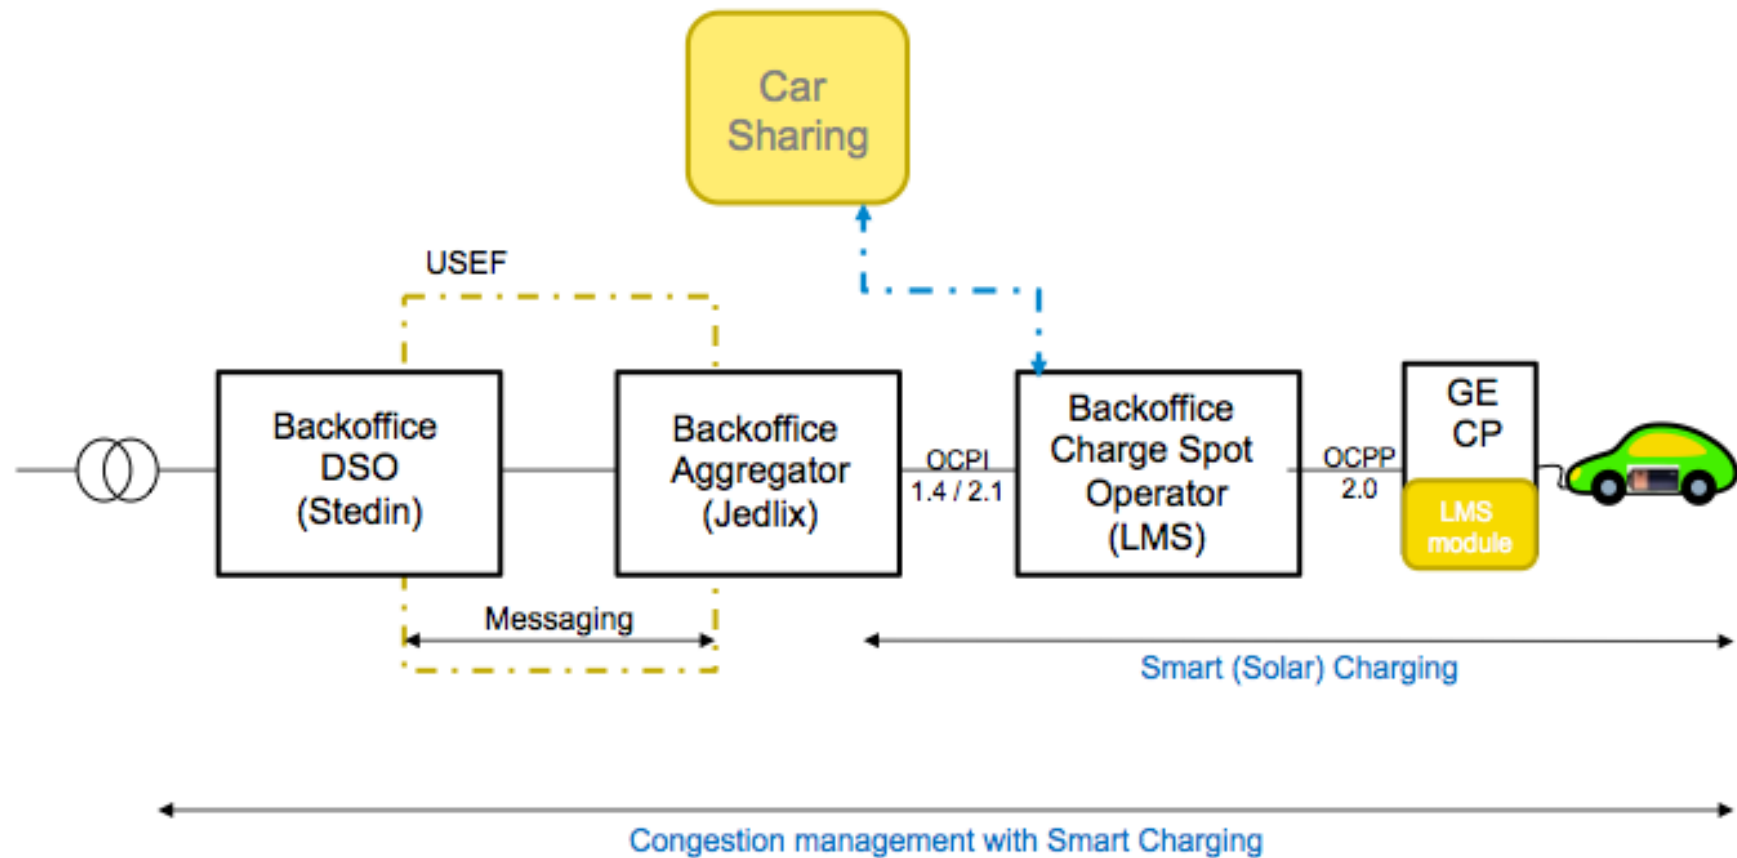 Car
Sharing
USEF
Backoffice
DSO
(Stedin)
Backoffice
Aggregator
(Jedlix)
OCPI
1.4 / 2.1
Backoffice
Charge Spot
Operator
(LMS)
OCPP
2.0
GE
CP
LMS
module
Messaging
Smart (Solar) Charging
Congestion management with Smart Charging